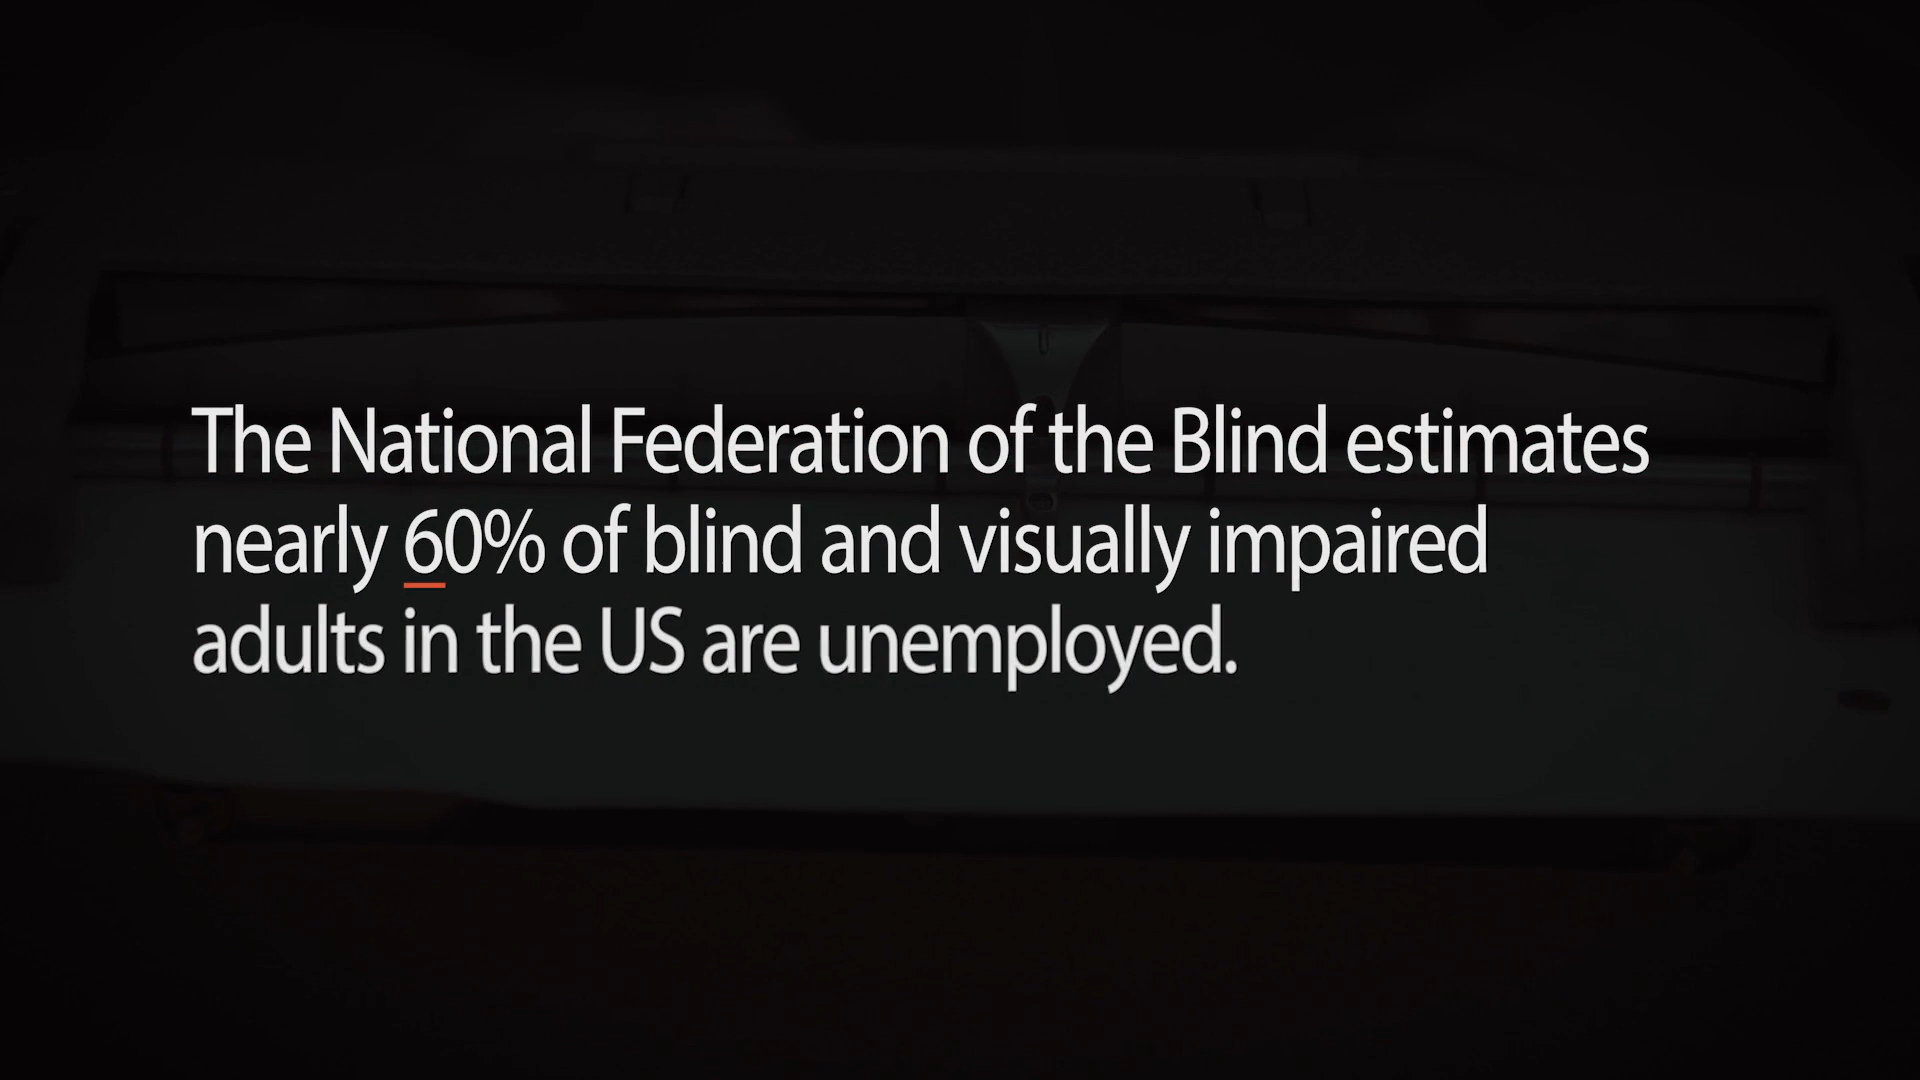 The National Federation of the Blind estimates
nearly 60% of blind and visually impaired
adults in the US are unemployed.